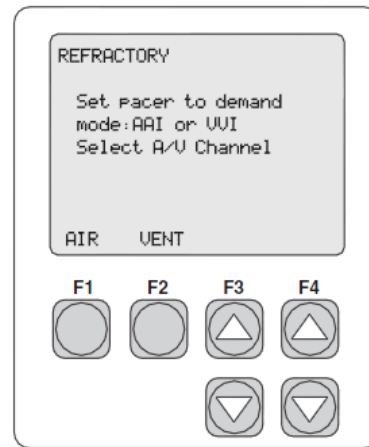 REFRACTORY
Set pacer to demand
mode:AAI or VVI
Select A/V Channel
AIR VENT
F1 F2 F3 F4